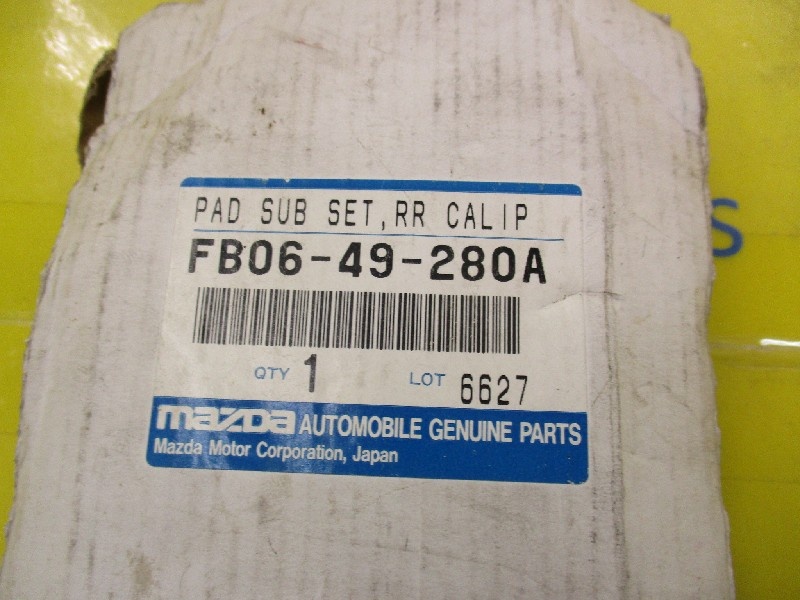 PAD SUB SET, RR CALIP
FB06-49-280A
QTY 1 LOT 6627
mazda AUTOMOBILE GENUINE PARTS
Mazda Motor Corporation, Japan